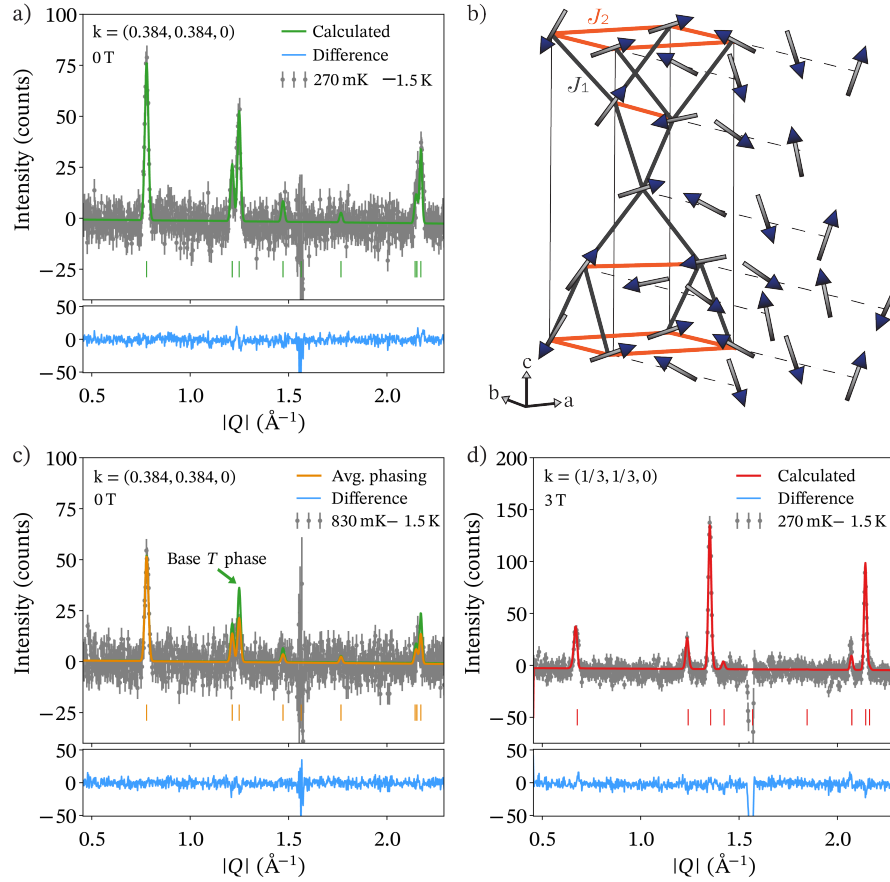 a)
k = (0.384, 0.384, 0)
0 T
Calculated
Difference
270 mK −1.5 K
Intensity (counts)
100
75
50
25
0
−25
50
0
−50
0.5
1.0
1.5
2.0
|Q| (Å⁻¹)
b)
J₂
J₁
c
b
a
c)
k = (0.384, 0.384, 0)
0 T
Avg. phasing
Difference
830 mK− 1.5 K
Base T phase
Intensity (counts)
100
75
50
25
0
−25
50
0
−50
0.5
1.0
1.5
2.0
|Q| (Å⁻¹)
d)
k = (1/3, 1/3, 0)
3 T
Calculated
Difference
270 mK− 1.5 K
Intensity (counts)
200
150
100
50
0
−50
50
0
−50
0.5
1.0
1.5
2.0
|Q| (Å⁻¹)